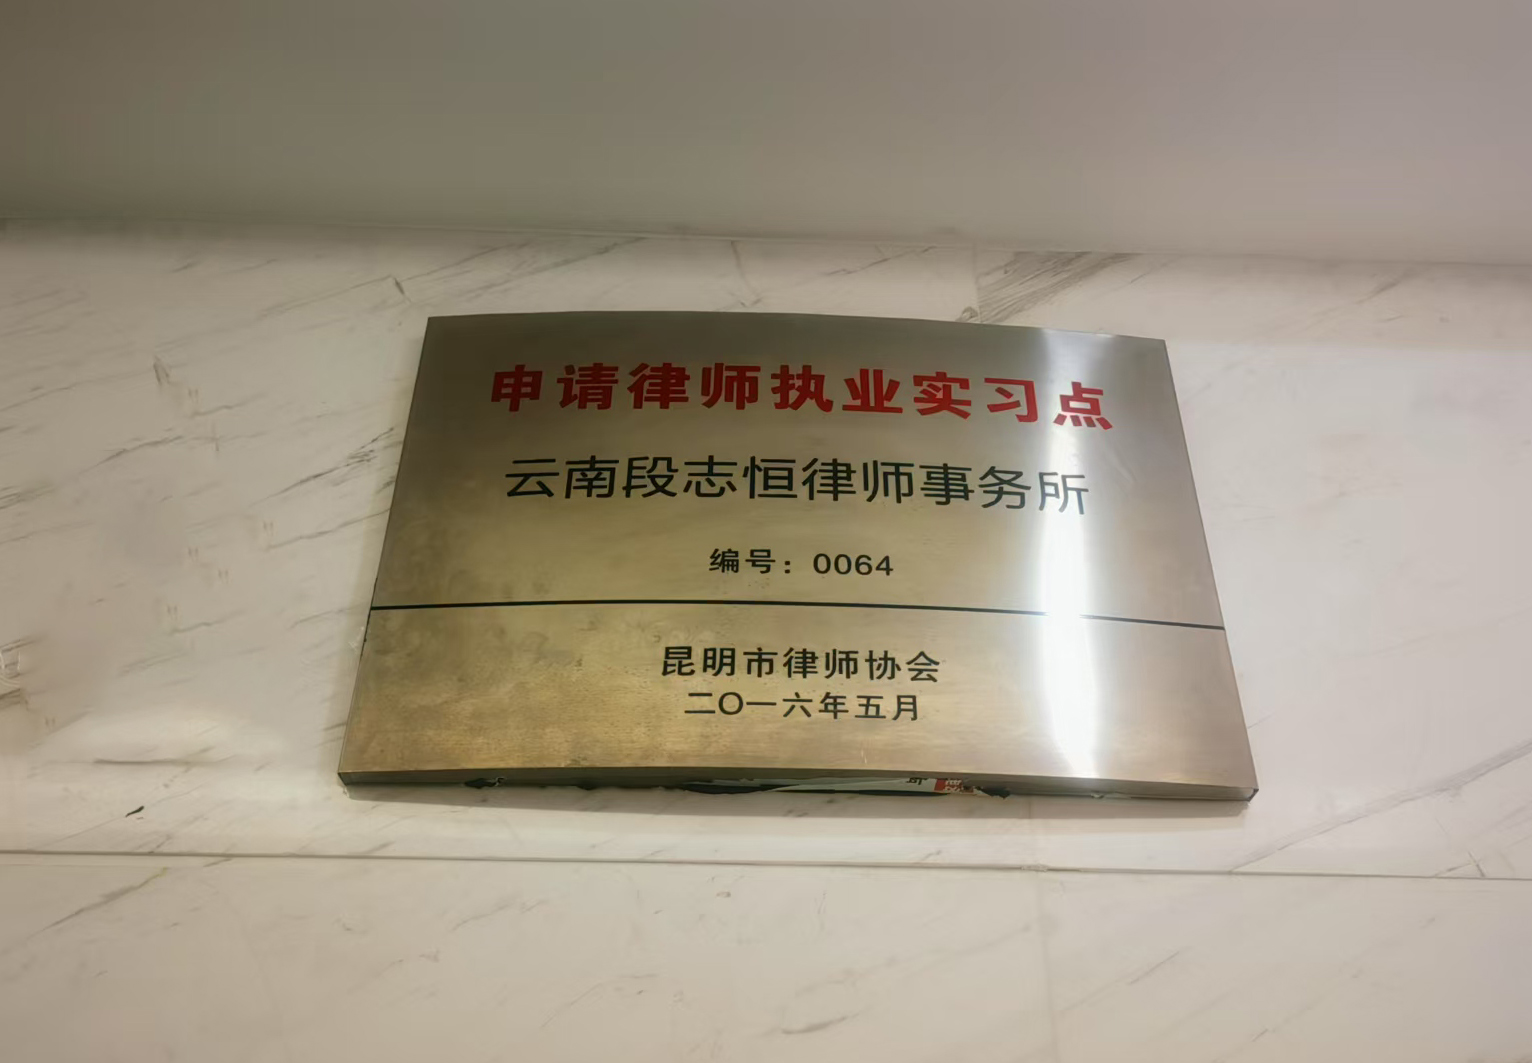 申请律师执业实习点
云南段志恒律师事务所
编号：0064
昆明市律师协会
二〇一六年五月